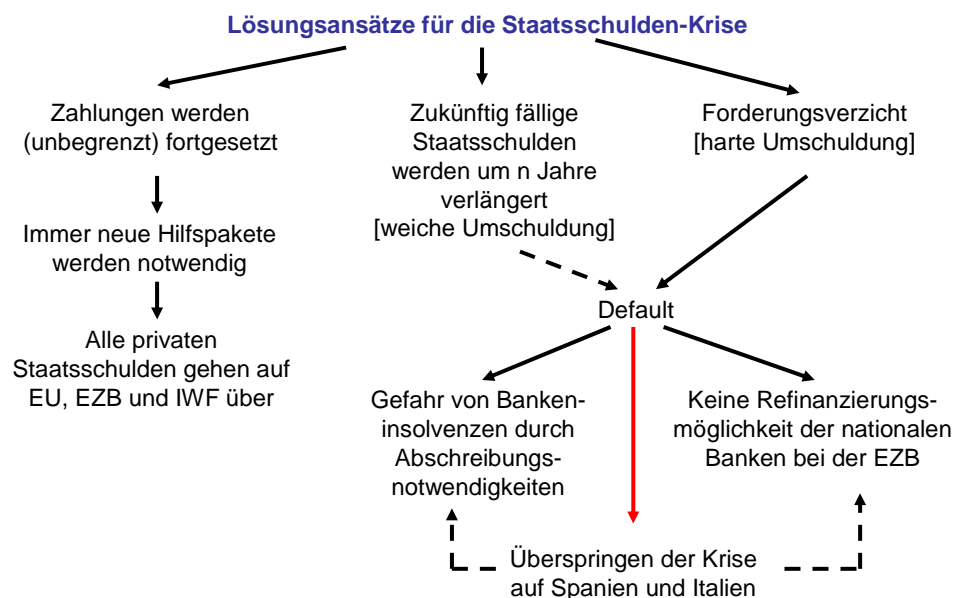 Lösungsansätze für die Staatsschulden-Krise
Zahlungen werden
(unbegrenzt) fortgesetzt
Immer neue Hilfspakete
werden notwendig
Alle privaten
Staatsschulden gehen auf
EU, EZB und IWF über
Zukünftig fällige
Staatsschulden
werden um n Jahre
verlängert
[weiche Umschuldung]
Forderungsverzicht
[harte Umschuldung]
Default
Gefahr von Banken-
insolvenzen durch
Abschreibungs-
notwendigkeiten
Keine Refinanzierungs-
möglichkeit der nationalen
Banken bei der EZB
Überspringen der Krise
auf Spanien und Italien